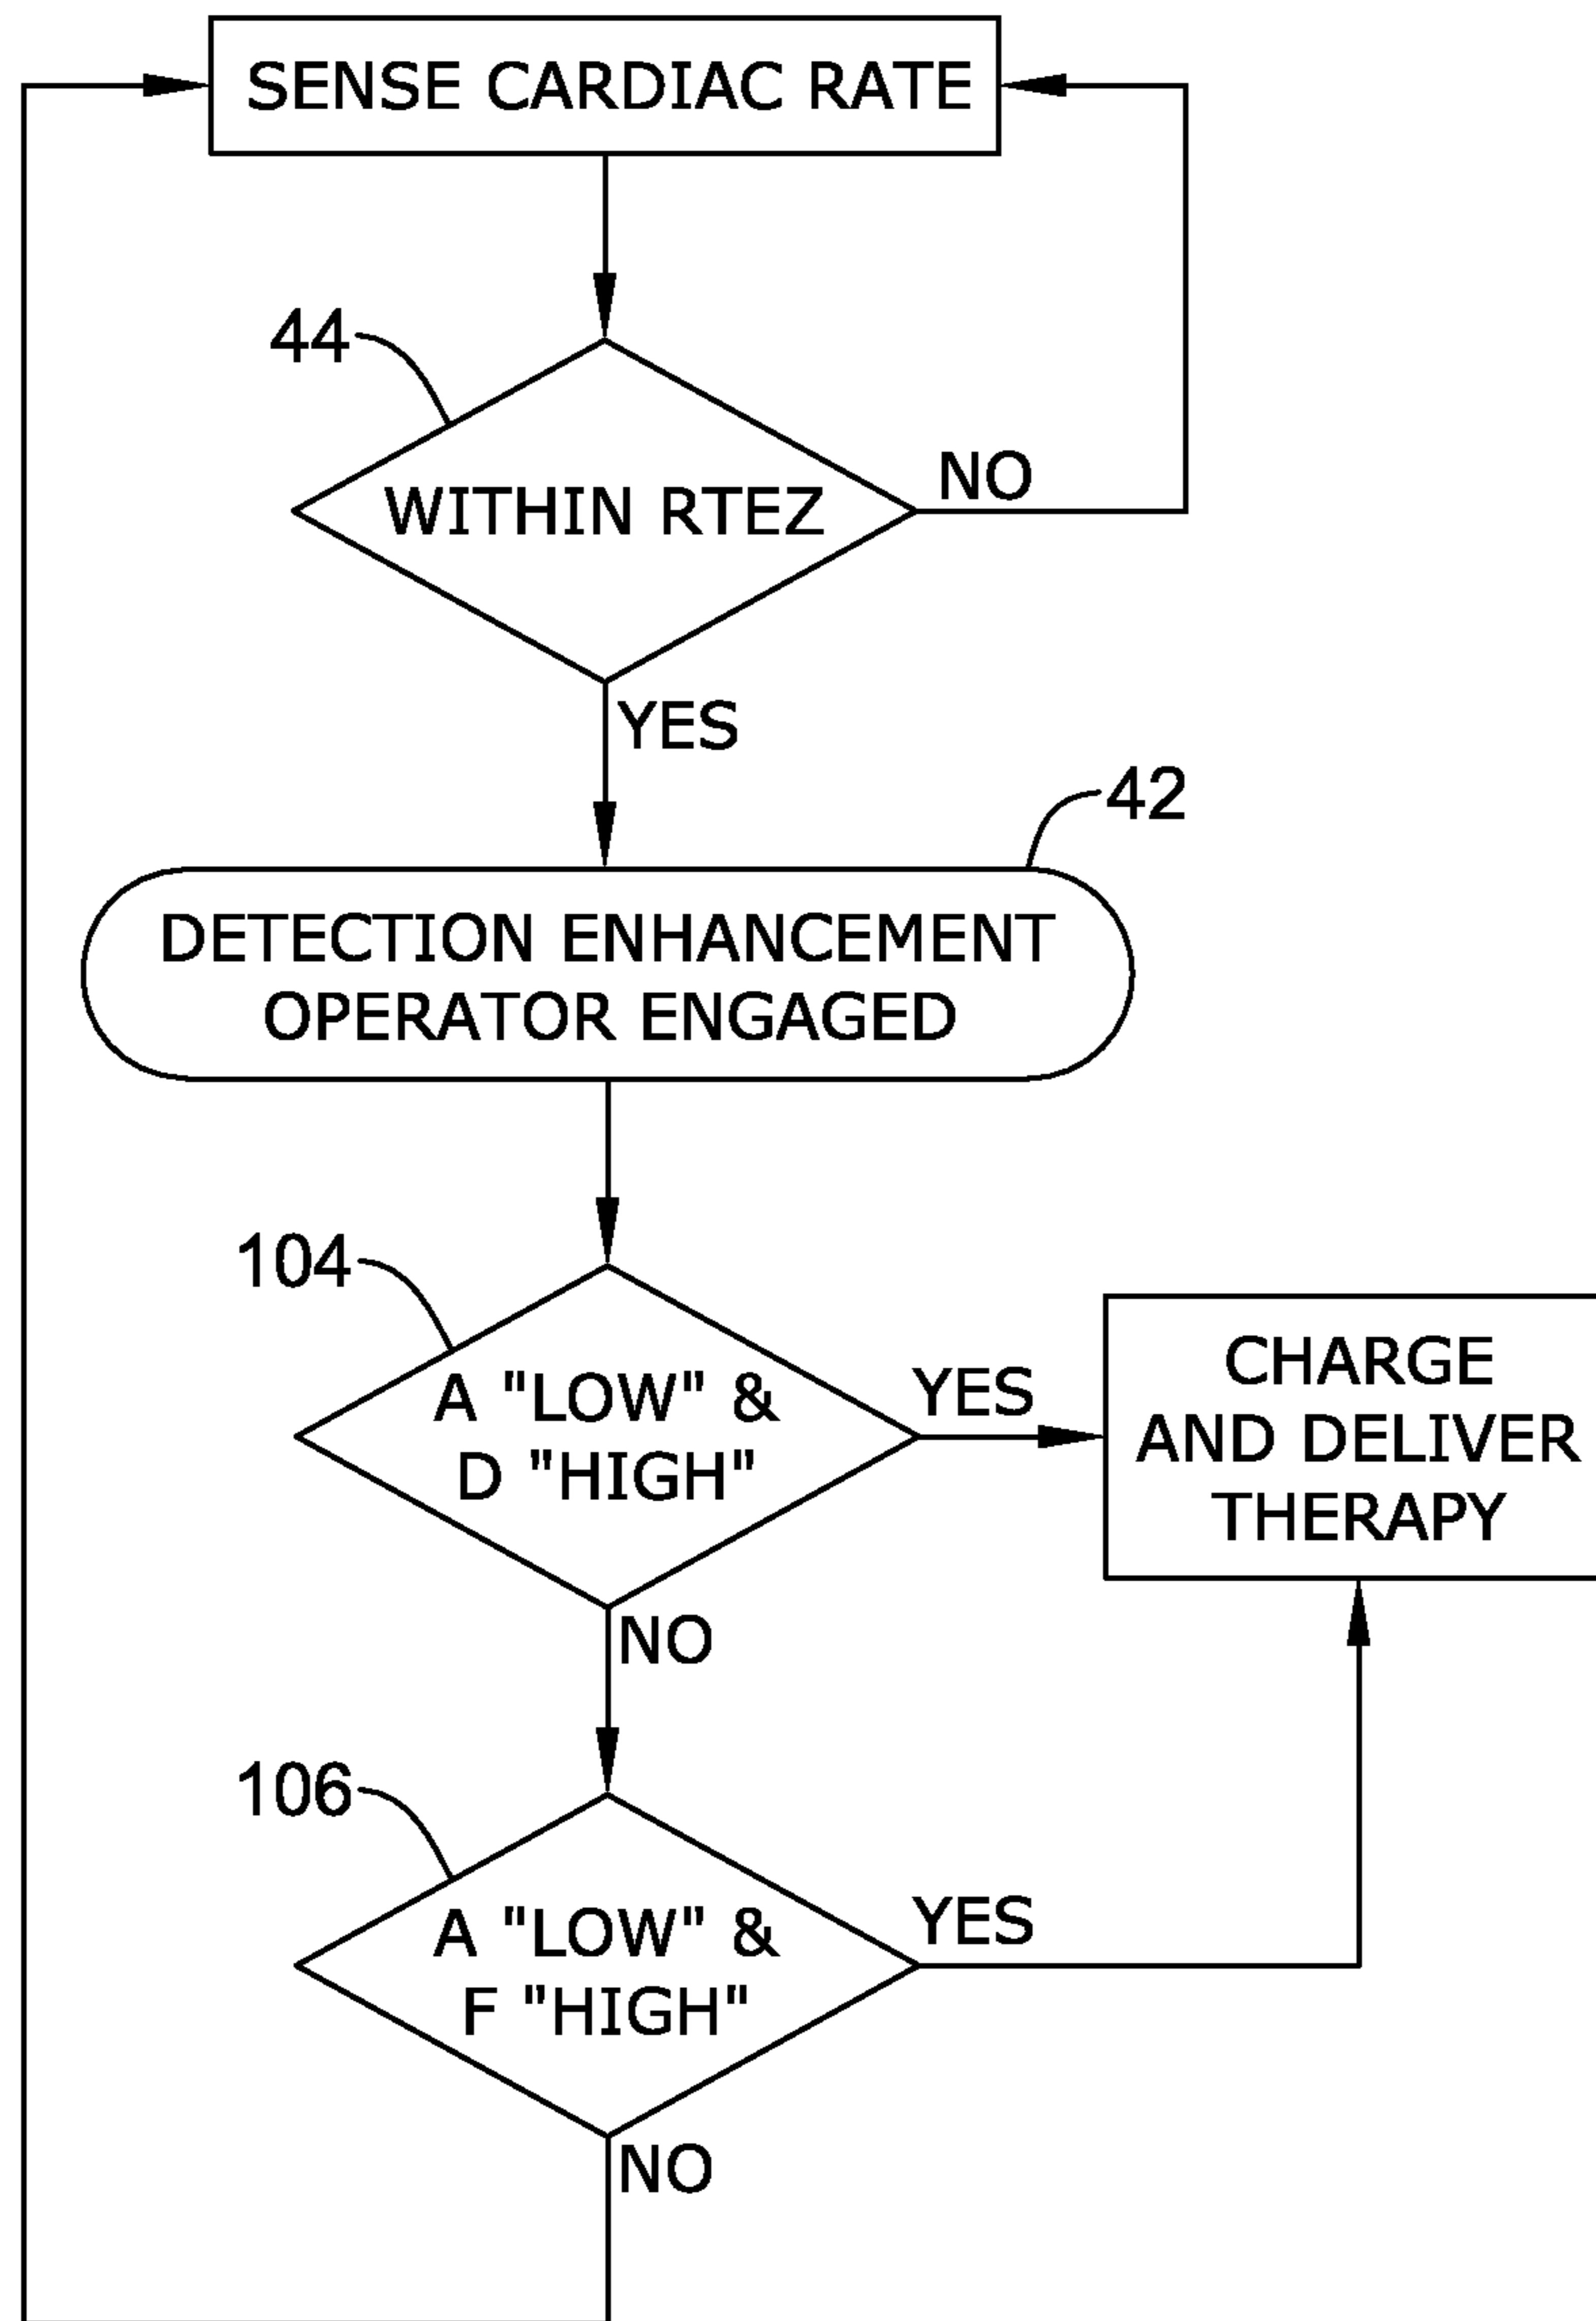 SENSE CARDIAC RATE
44
WITHIN RTEZ
NO
YES
42
DETECTION ENHANCEMENT
OPERATOR ENGAGED
104
A "LOW" &
D "HIGH"
YES
CHARGE
AND DELIVER
THERAPY
NO
106
A "LOW" &
F "HIGH"
YES
NO